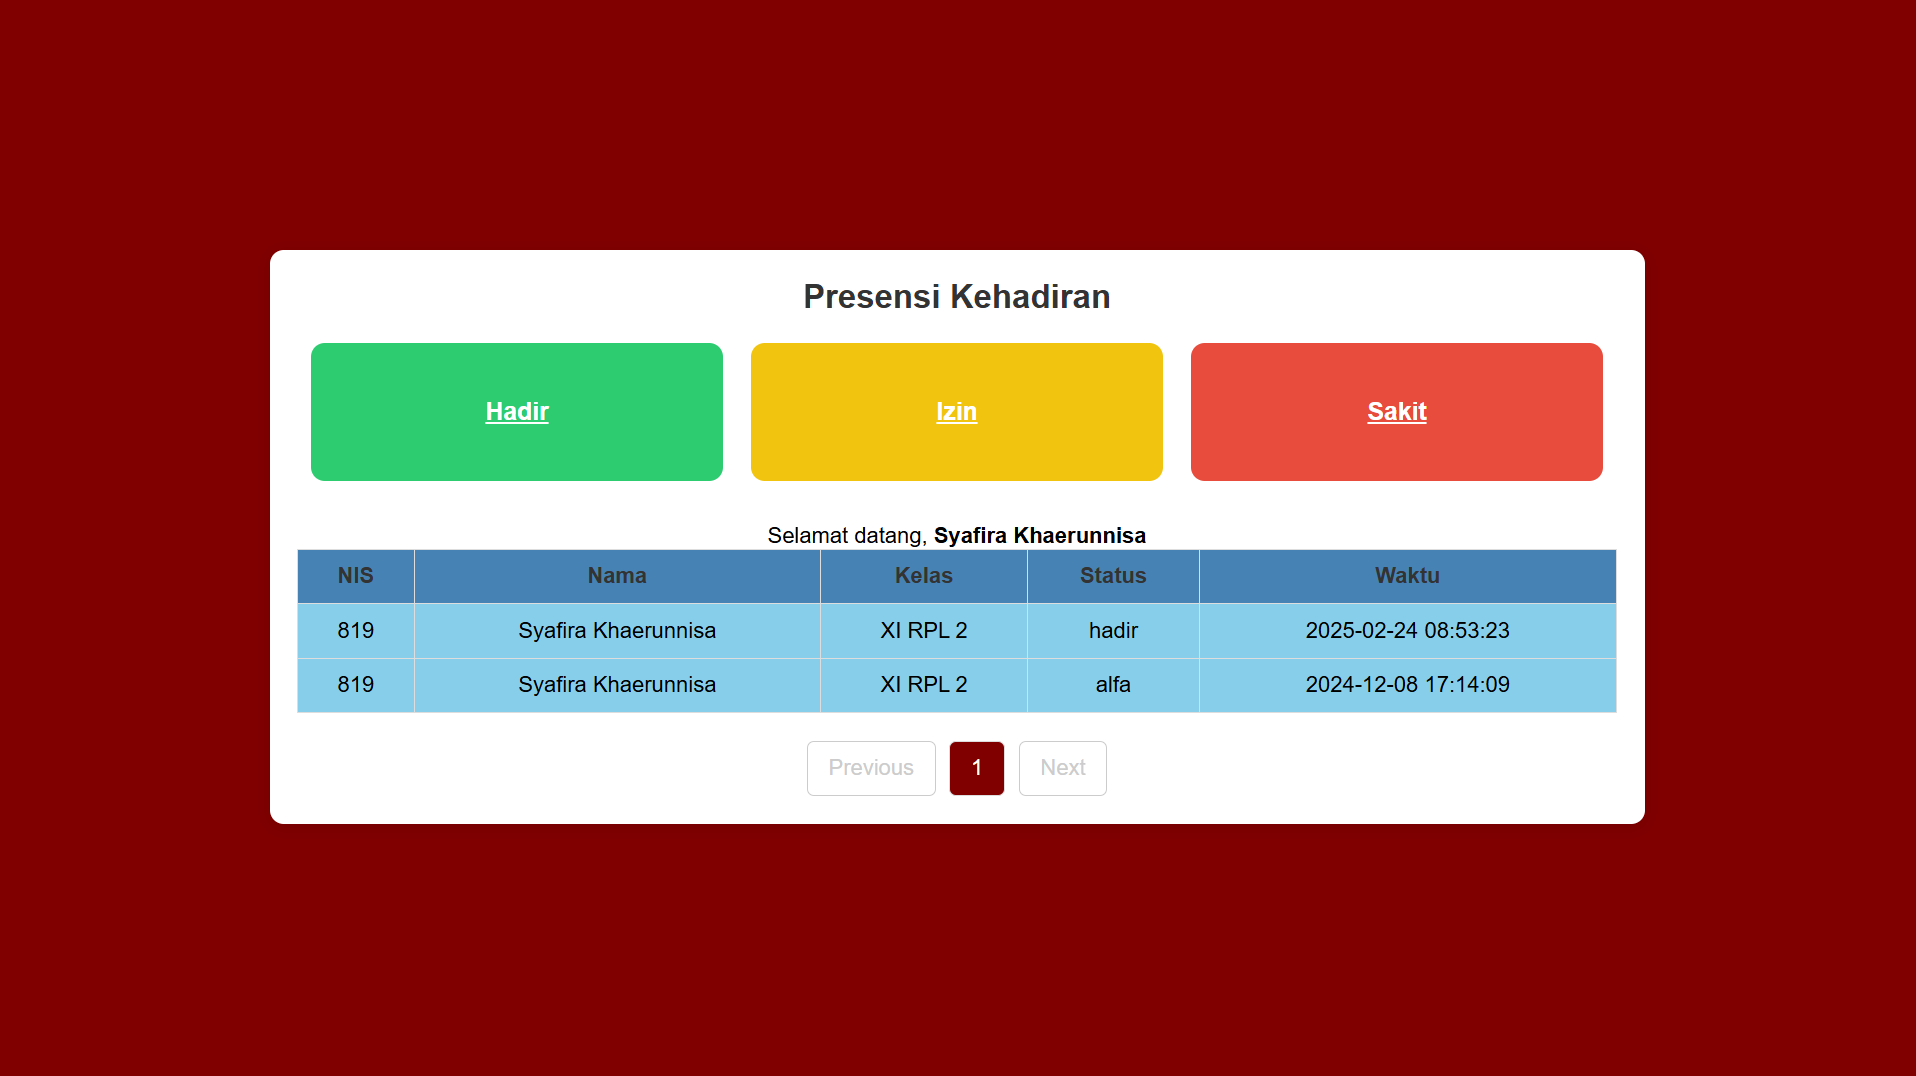 Presensi Kehadiran
Hadir Izin Sakit
Selamat datang, Syafira Khaerunnisa
NIS Nama Kelas Status Waktu
819 Syafira Khaerunnisa XI RPL 2 hadir 2025-02-24 08:53:23
819 Syafira Khaerunnisa XI RPL 2 alfa 2024-12-08 17:14:09
Previous 1 Next